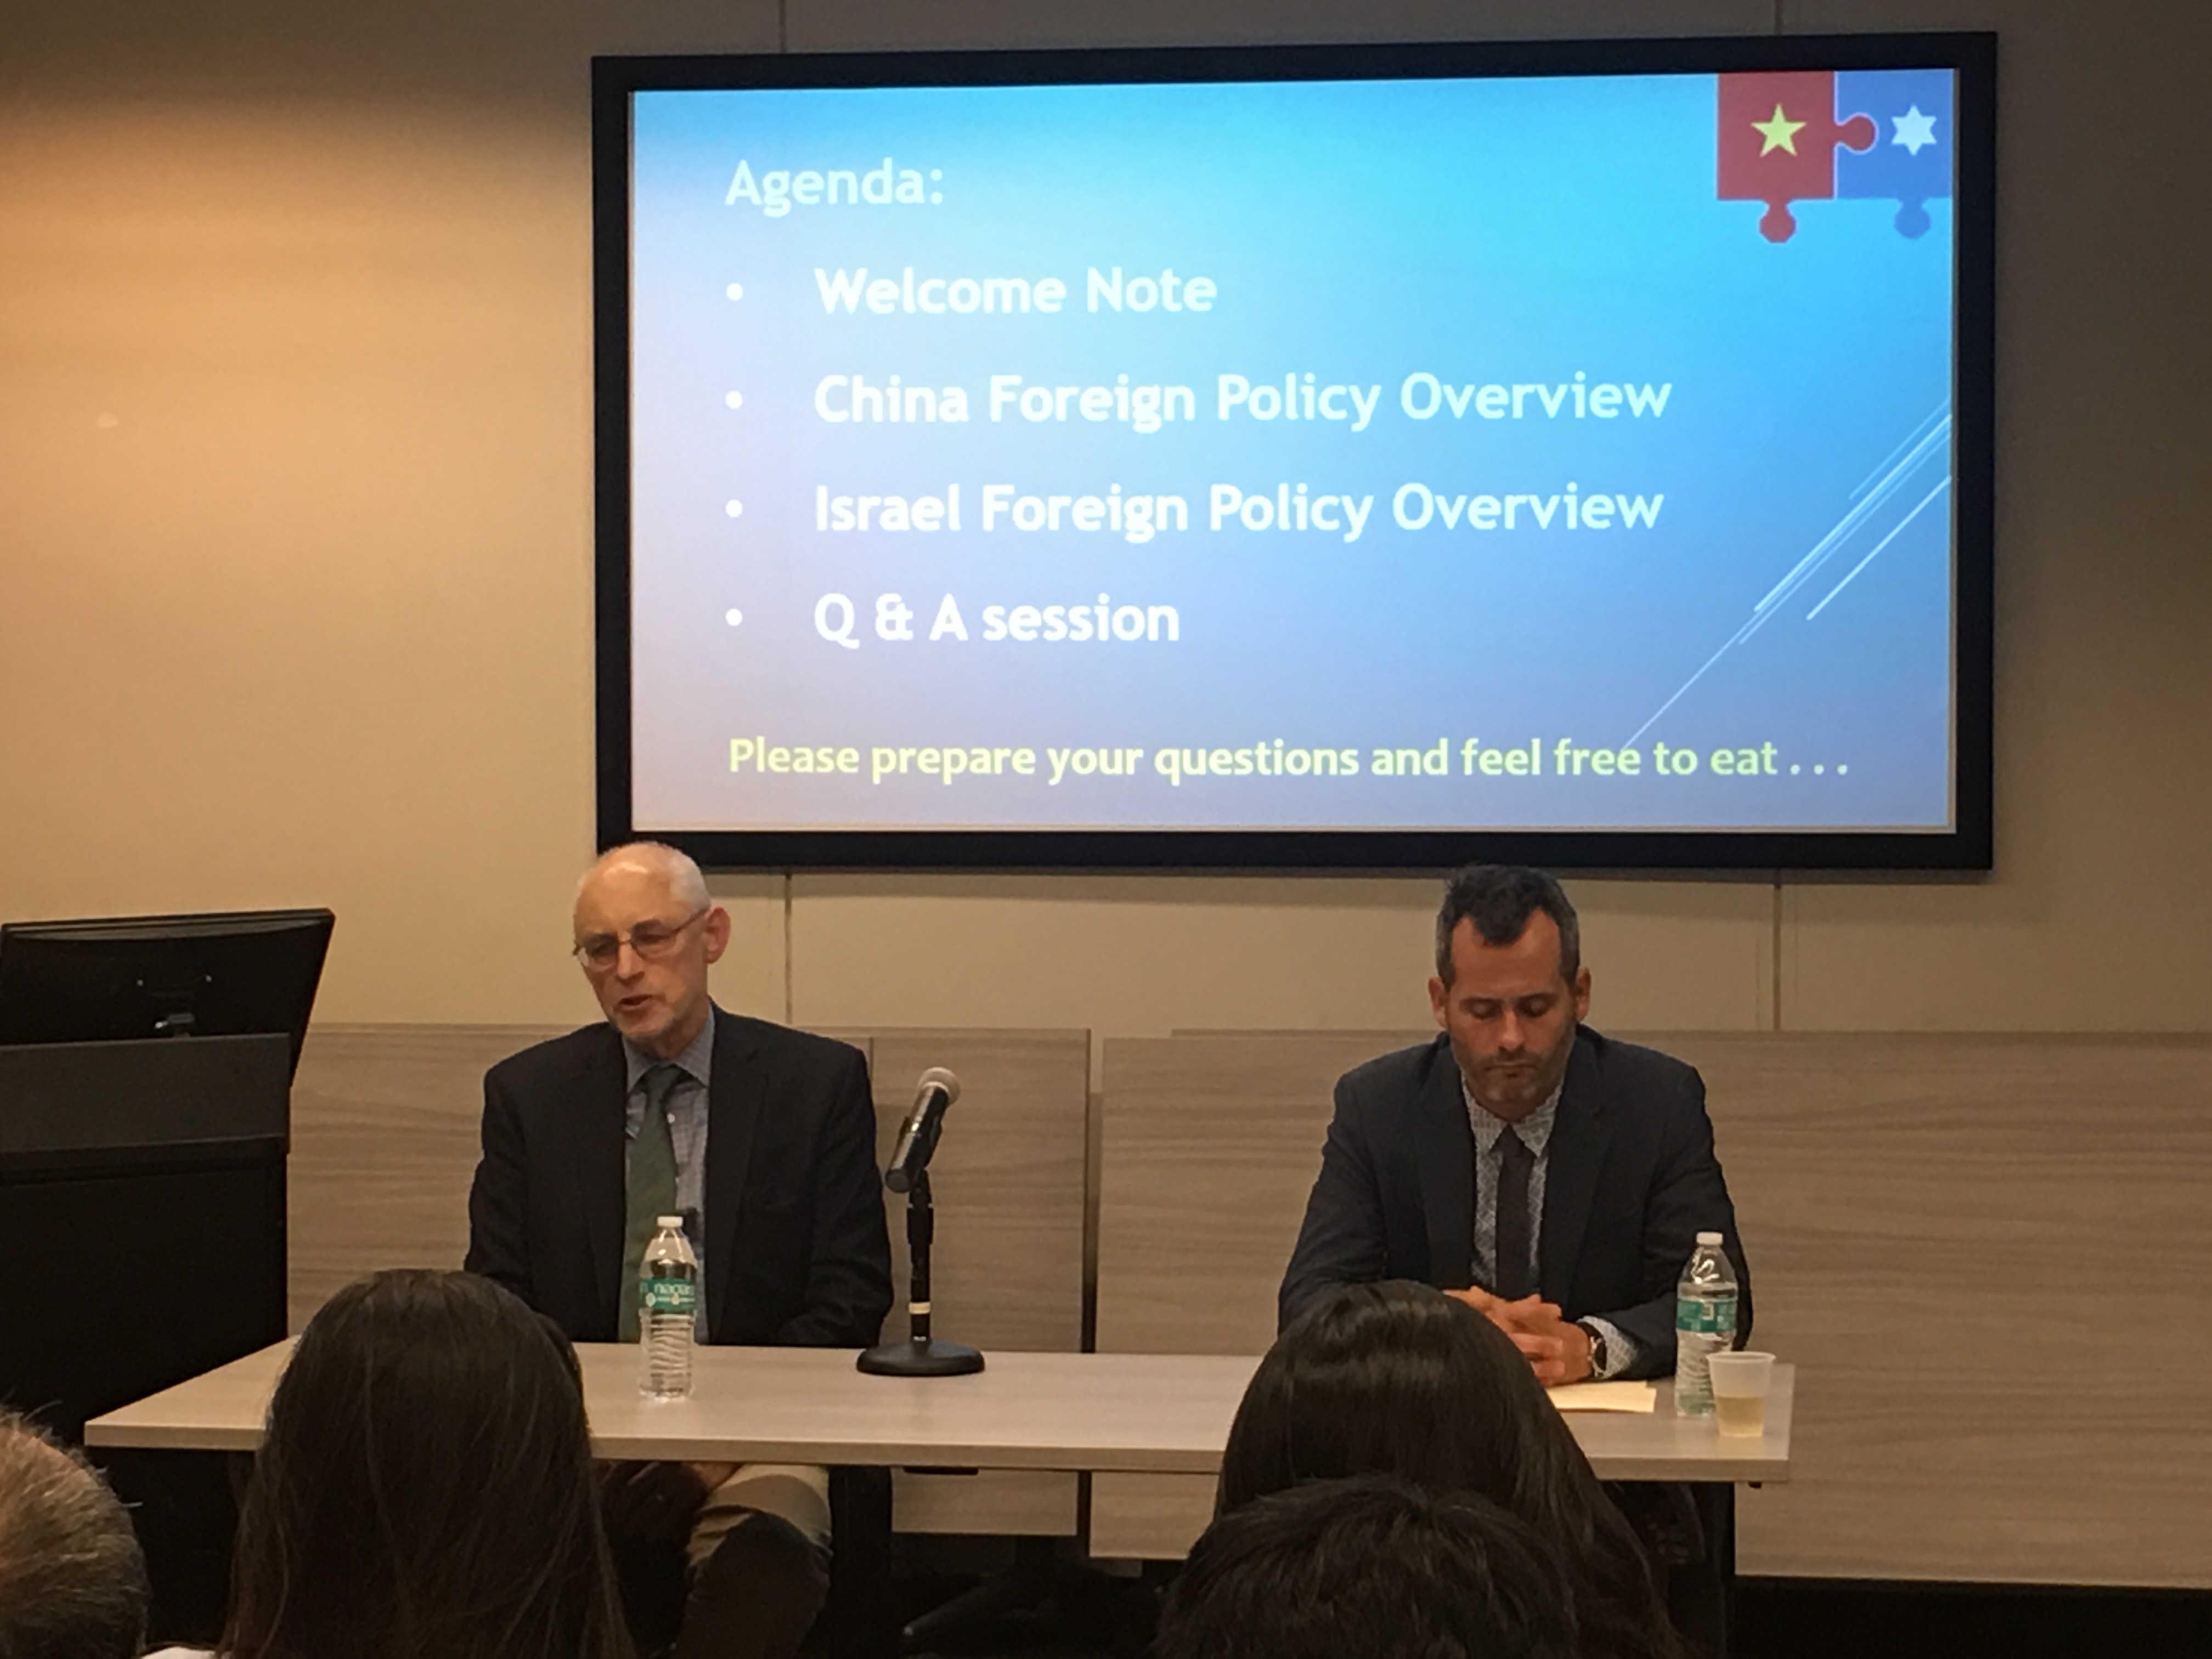 Agenda:
• Welcome Note
• China Foreign Policy Overview
• Israel Foreign Policy Overview
• Q & A session
Please prepare your questions and feel free to eat . . .